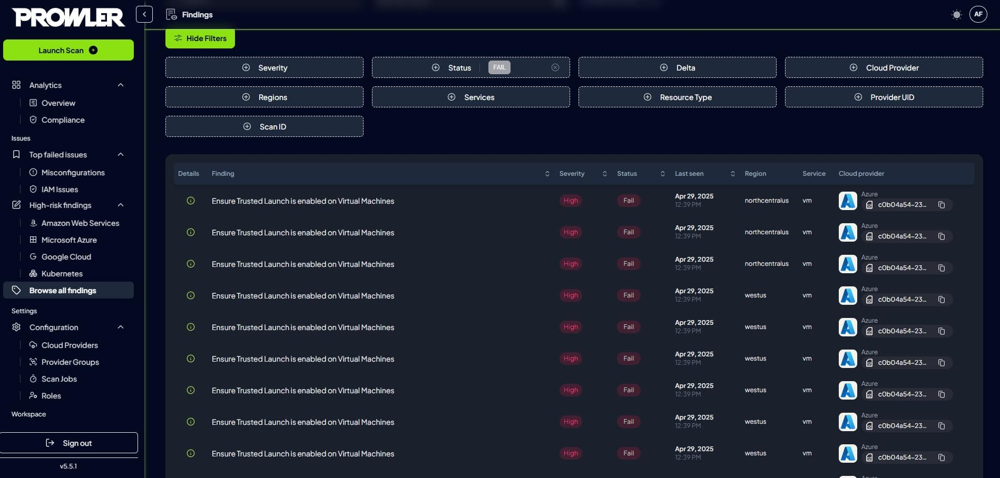 PROWLER
Findings
AF
Launch Scan
Hide Filters
Severity
Status FAIL
Delta
Cloud Provider
Regions
Services
Resource Type
Provider UID
Scan ID
Analytics
Overview
Compliance
Issues
Top failed issues
Misconfigurations
IAM Issues
High-risk findings
Amazon Web Services
Microsoft Azure
Google Cloud
Kubernetes
Browse all findings
Settings
Configuration
Cloud Providers
Provider Groups
Scan Jobs
Roles
Workspace
Sign out
v5.5.1
Details Finding Severity Status Last seen Region Service Cloud provider
Ensure Trusted Launch is enabled on Virtual Machines High Fail Apr 29, 2025 12:39 PM northcentralus vm Azure c0b04a54-23...
Ensure Trusted Launch is enabled on Virtual Machines High Fail Apr 29, 2025 12:39 PM northcentralus vm Azure c0b04a54-23...
Ensure Trusted Launch is enabled on Virtual Machines High Fail Apr 29, 2025 12:39 PM northcentralus vm Azure c0b04a54-23...
Ensure Trusted Launch is enabled on Virtual Machines High Fail Apr 29, 2025 12:39 PM westus vm Azure c0b04a54-23...
Ensure Trusted Launch is enabled on Virtual Machines High Fail Apr 29, 2025 12:39 PM westus vm Azure c0b04a54-23...
Ensure Trusted Launch is enabled on Virtual Machines High Fail Apr 29, 2025 12:39 PM westus vm Azure c0b04a54-23...
Ensure Trusted Launch is enabled on Virtual Machines High Fail Apr 29, 2025 12:39 PM westus vm Azure c0b04a54-23...
Ensure Trusted Launch is enabled on Virtual Machines High Fail Apr 29, 2025 12:39 PM westus vm Azure c0b04a54-23...
Ensure Trusted Launch is enabled on Virtual Machines High Fail Apr 29, 2025 12:39 PM westus vm Azure c0b04a54-23...